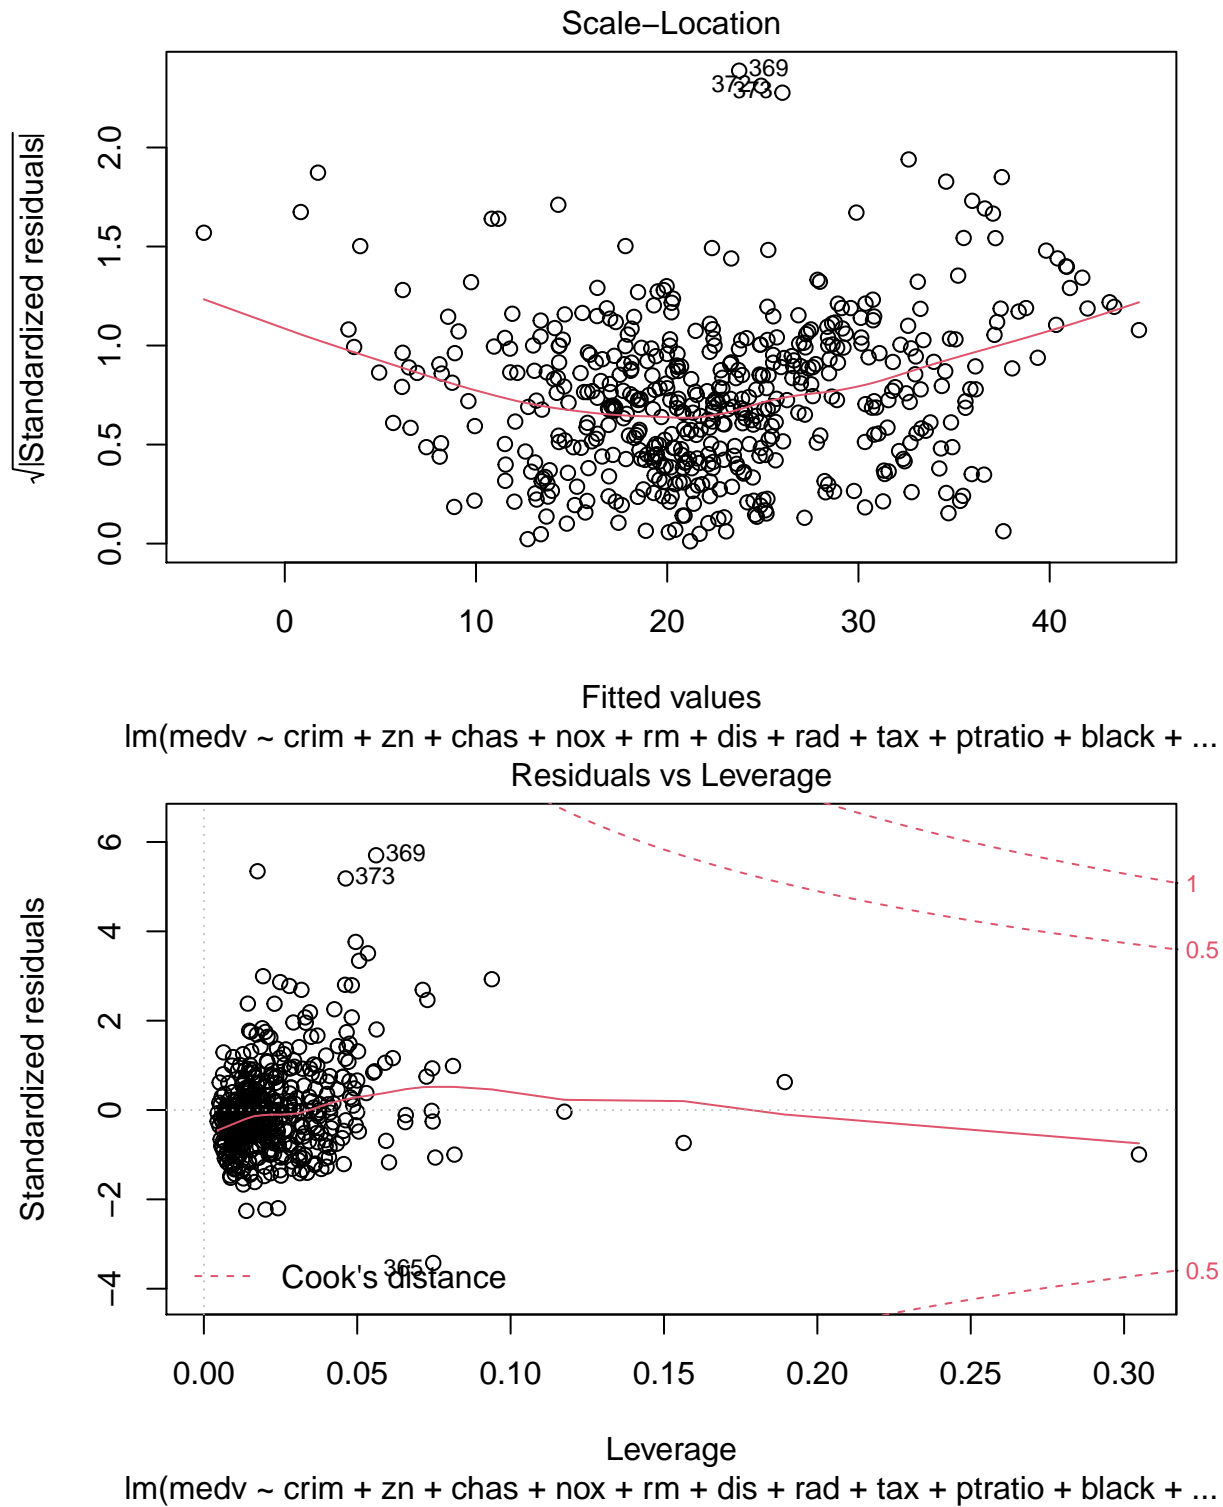 Scale−Location
369
372
373
2.0
1.5
1.0
0.5
0.0
√|Standardized residuals|
0 10 20 30 40
Fitted values
lm(medv ~ crim + zn + chas + nox + rm + dis + rad + tax + ptratio + black + ...
Residuals vs Leverage
6
4
2
0
−2
−4
Standardized residuals
369
373
365
1
0.5
0.5
Cook's distance
0.00 0.05 0.10 0.15 0.20 0.25 0.30
Leverage
lm(medv ~ crim + zn + chas + nox + rm + dis + rad + tax + ptratio + black + ...